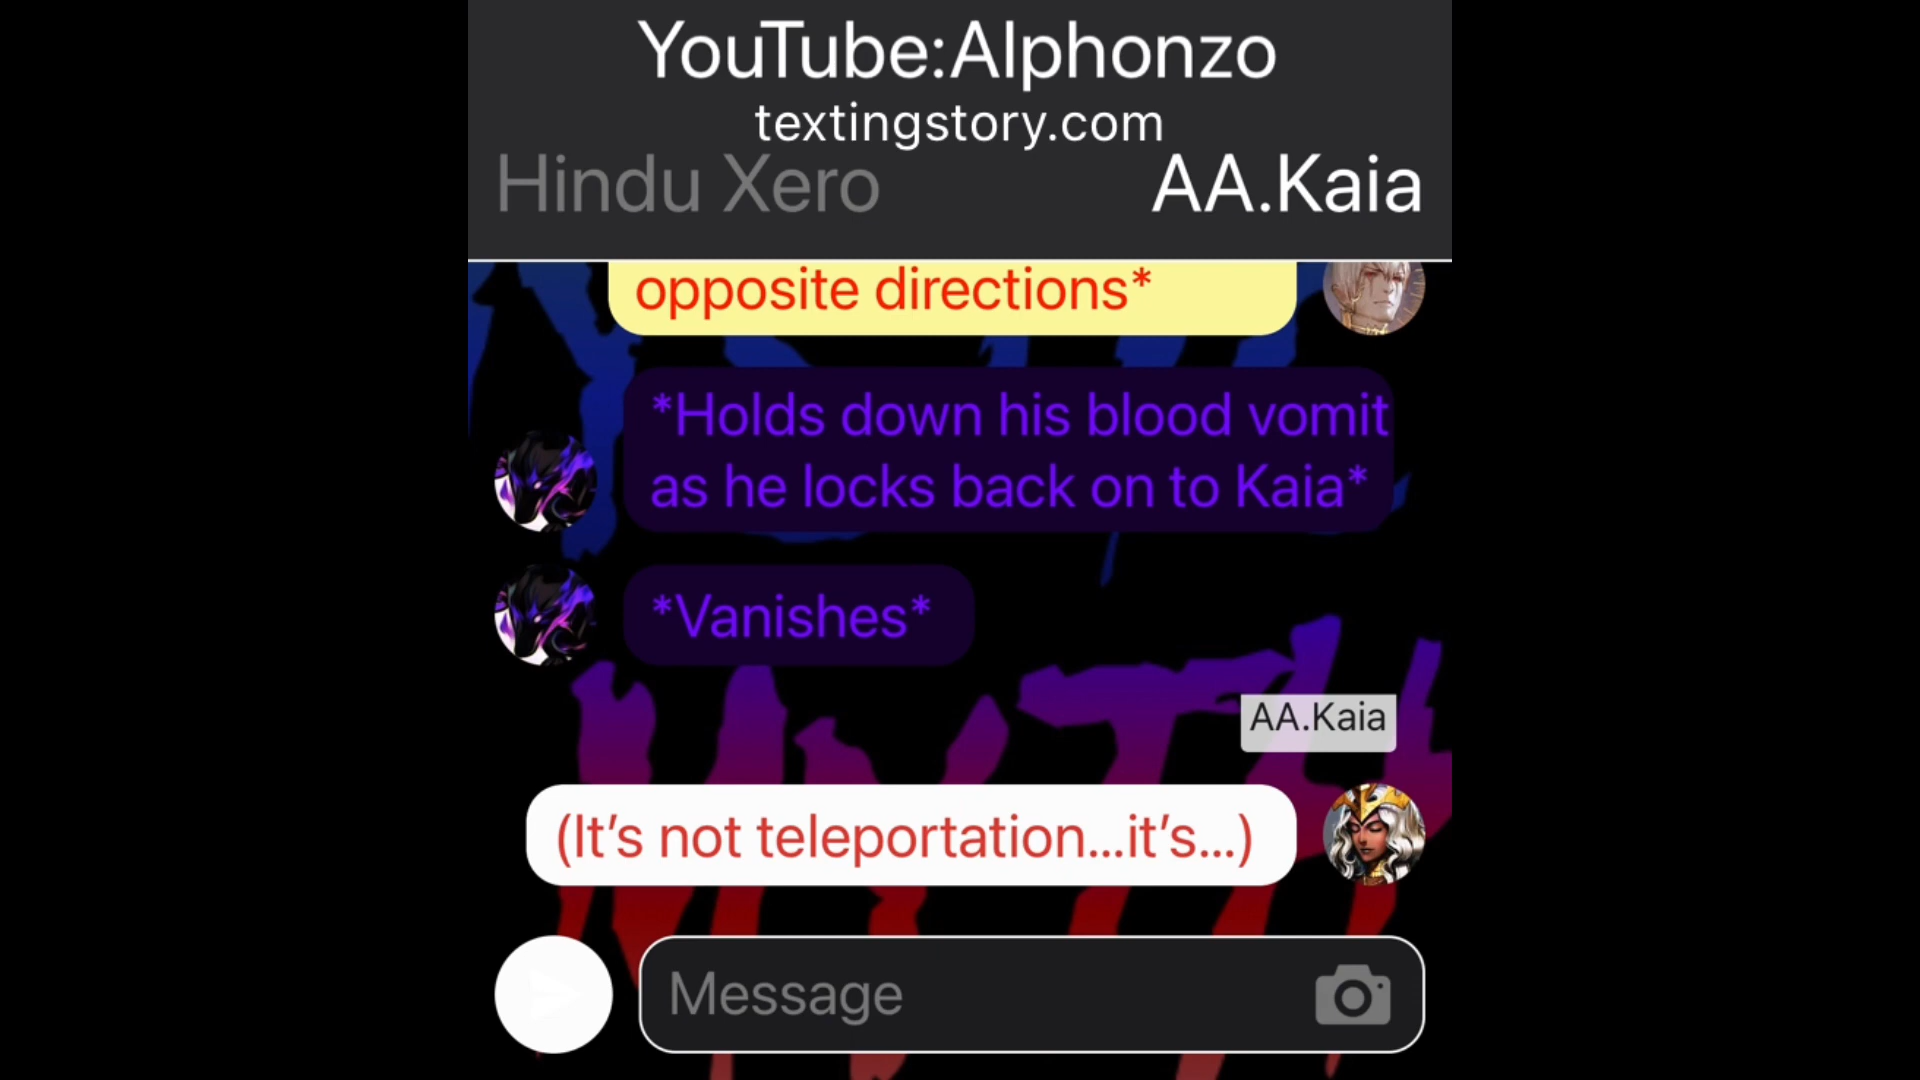 YouTube:Alphonzo
textingstory.com
Hindu Xero
AA.Kaia
opposite directions*
*Holds down his blood vomit
as he locks back on to Kaia*
*Vanishes*
AA.Kaia
(It’s not teleportation...it’s...)
Message